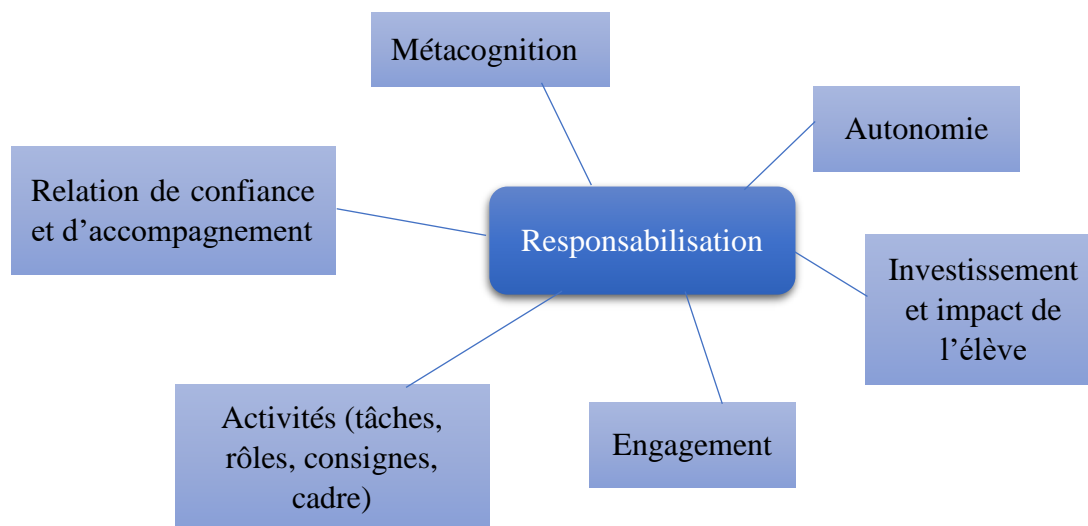 Métacognition
Autonomie
Relation de confiance
et d’accompagnement
Responsabilisation
Investissement
et impact de
l’élève
Activités (tâches,
rôles, consignes,
cadre)
Engagement